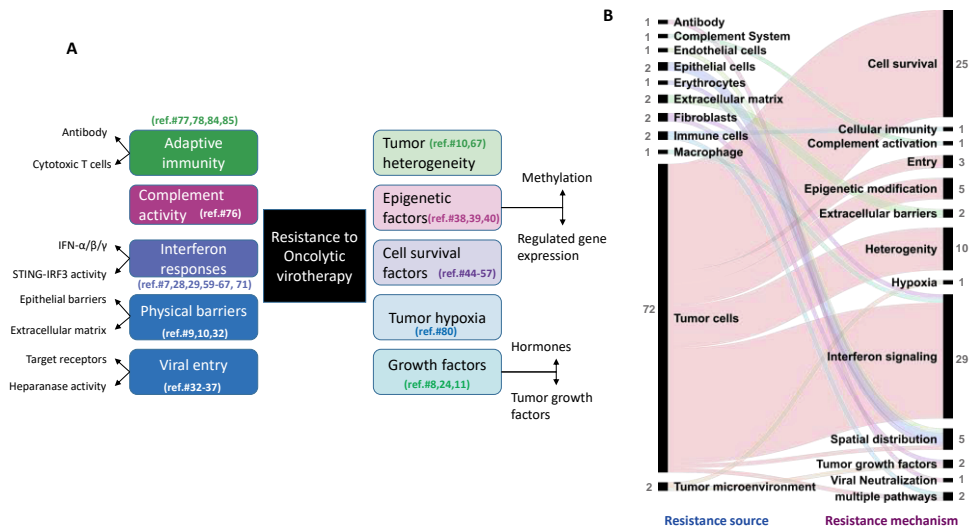 A
(ref.#77,78,84,85)
Antibody
Cytotoxic T cells
Adaptive
immunity
Complement
activity (ref.#76)
IFN-α/β/γ
STING-IRF3 activity
Interferon
responses
(ref.#7,28,29,59-67, 71)
Epithelial barriers
Extracellular matrix
Physical barriers
(ref.#9,10,32)
Target receptors
Heparanase activity
Viral entry
(ref.#32-37)
Resistance to
Oncolytic
virotherapy
Tumor (ref.#10,67)
heterogeneity
Epigenetic
factors(ref.#38,39,40)
Methylation
Regulated gene
expression
Cell survival
factors (ref.#44-57)
Tumor hypoxia
(ref.#80)
Growth factors
(ref.#8,24,11)
Hormones
Tumor growth
factors
B
1 Antibody
1 Complement System
1 Endothelial cells
2 Epithelial cells
1 Erythrocytes
2 Extracellular matrix
2 Fibroblasts
2 Immune cells
1 Macrophage
72 Tumor cells
2 Tumor microenvironment
Cell survival 25
Cellular immunity 1
Complement activation 1
Entry 3
Epigenetic modification 5
Extracellular barriers 2
Heterogenity 10
Hypoxia 1
Interferon signaling 29
Spatial distribution 5
Tumor growth factors 2
Viral Neutralization 1
multiple pathways 2
Resistance source
Resistance mechanism